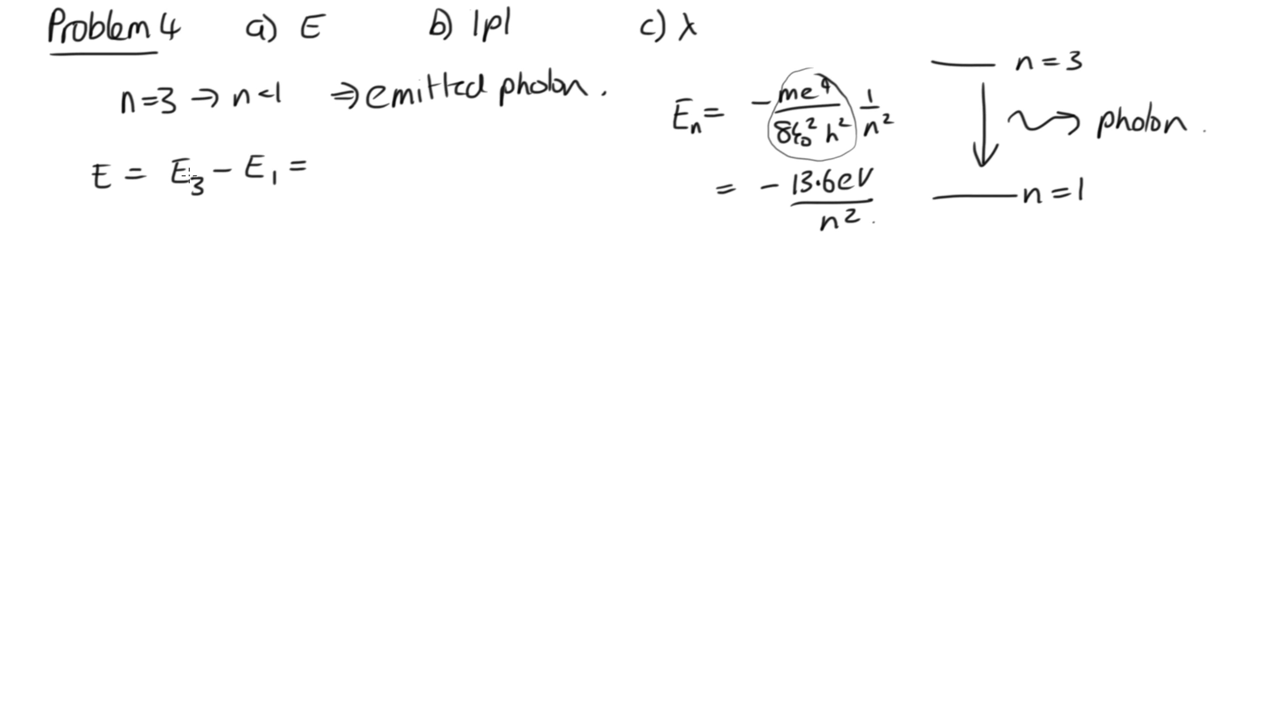 Problem 4 a) E b) |p| c) λ
n=3 → n=1 ⇒ emitted photon.
E = E₃ − E₁ =
Eₙ = − me⁴/8ε₀²h² 1/n²
= − 13.6eV/n².
n=3
photon.
n=1